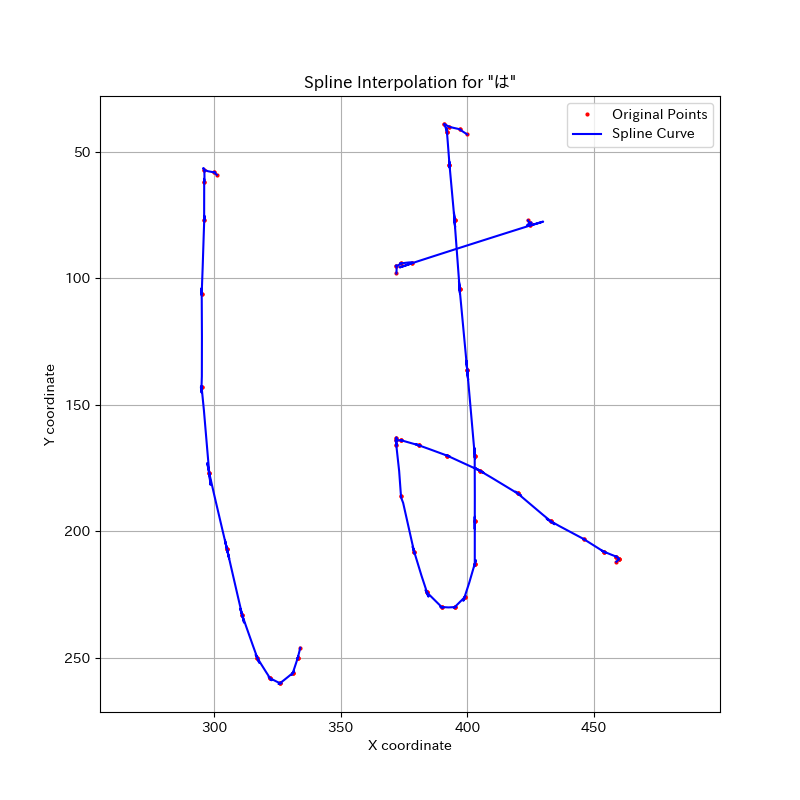 Spline Interpolation for "は"
Original Points
Spline Curve
50
100
150
200
250
Y coordinate
300 350 400 450
X coordinate
は